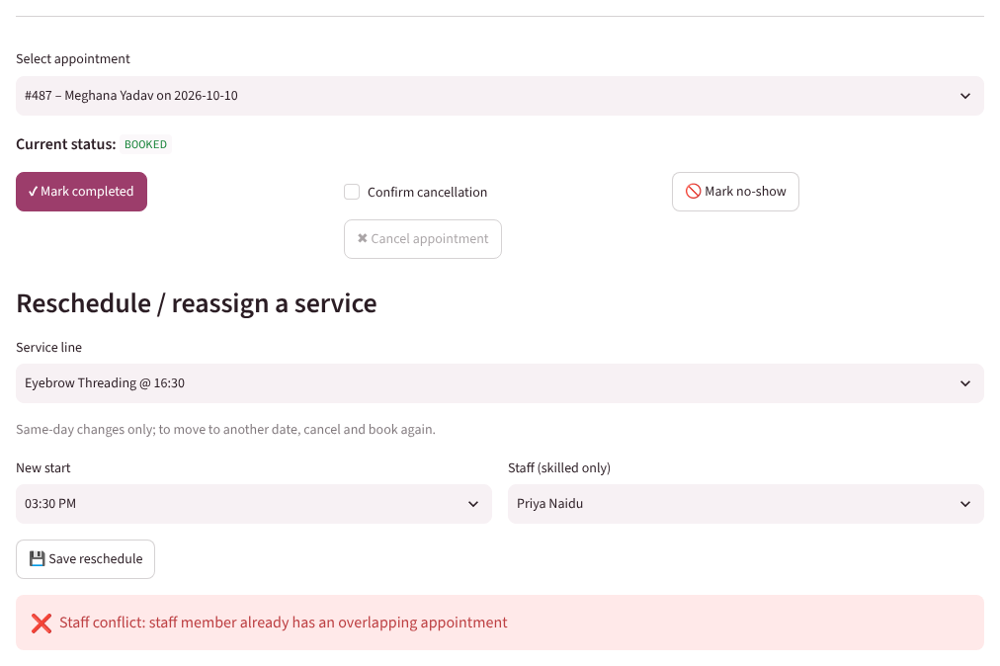 Select appointment
#487 – Meghana Yadav on 2026-10-10
Current status: BOOKED
✓ Mark completed
Confirm cancellation
🚫 Mark no-show
✖ Cancel appointment
Reschedule / reassign a service
Service line
Eyebrow Threading @ 16:30
Same-day changes only; to move to another date, cancel and book again.
New start
Staff (skilled only)
03:30 PM
Priya Naidu
💾 Save reschedule
❌ Staff conflict: staff member already has an overlapping appointment